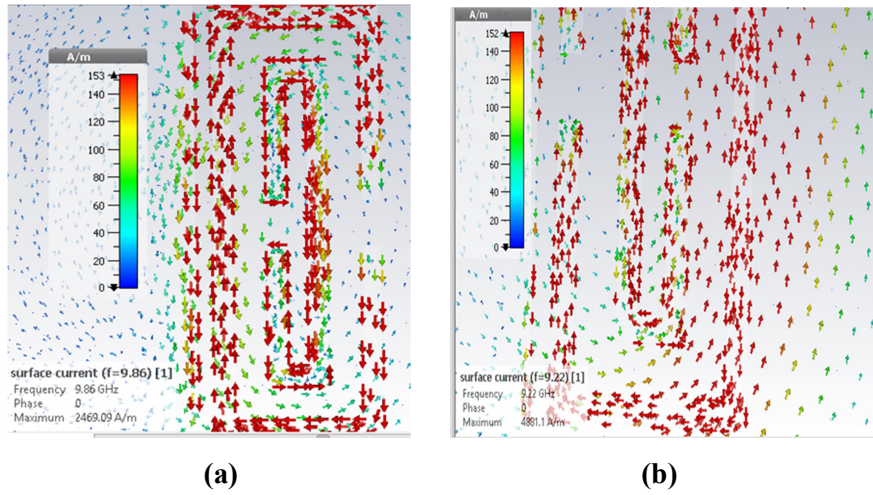 A/m
153
140
120
100
80
60
40
20
0
surface current (f=9.86) [1]
Frequency 9.86 GHz
Phase 0
Maximum 2469.09 A/m
(a)
A/m
152
140
120
100
80
60
40
20
0
surface current (f=9.22) [1]
Frequency 9.22 GHz
Phase 0
Maximum 4881.1 A/m
(b)